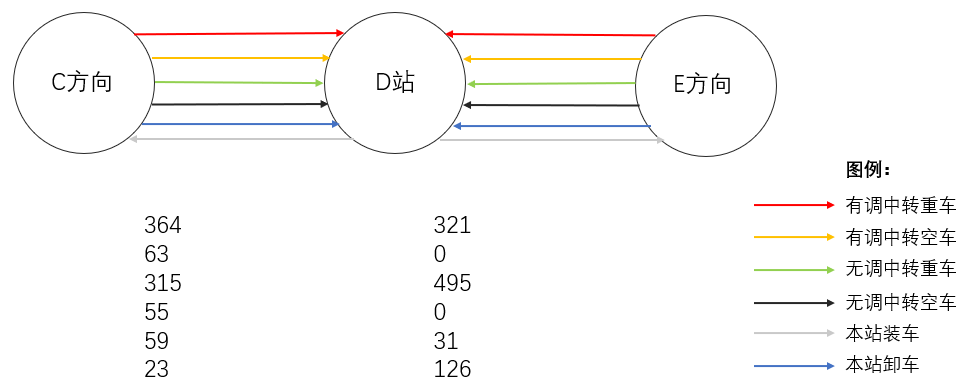 C方向
D站
E方向
364
63
315
55
59
23
321
0
495
0
31
126
图例：
有调中转重车
有调中转空车
无调中转重车
无调中转空车
本站装车
本站卸车